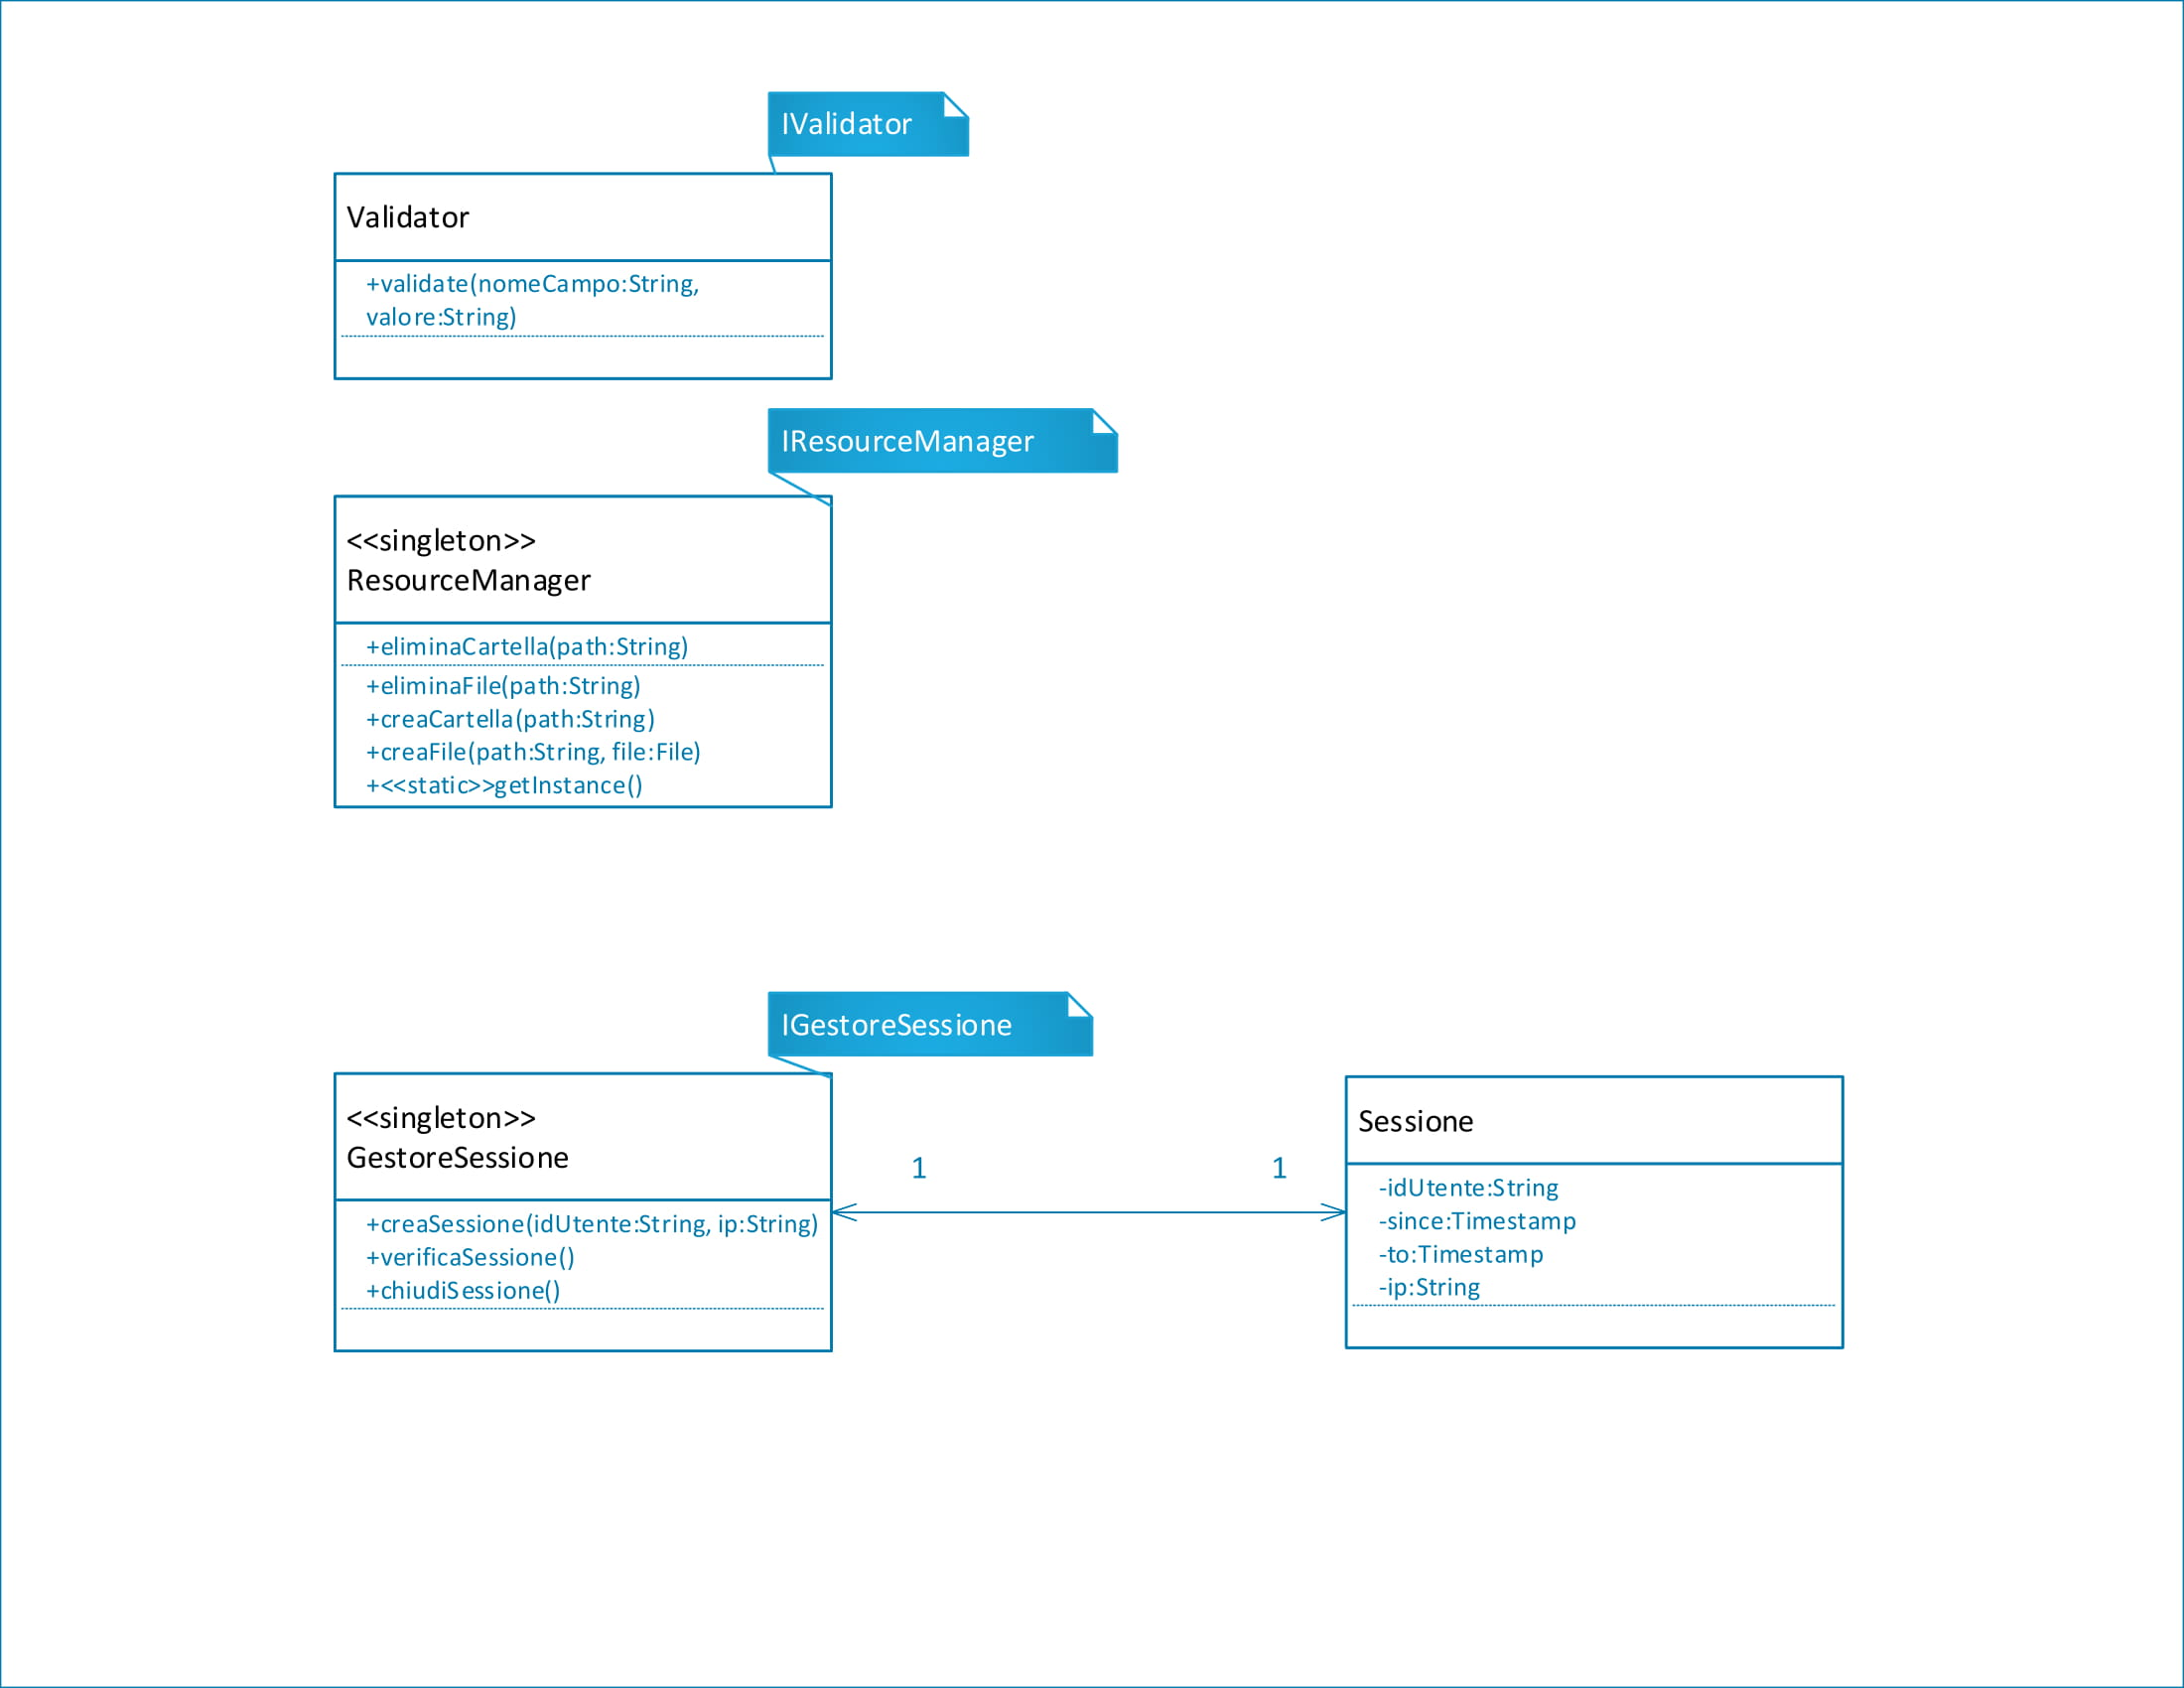 IValidator
Validator
+validate(nomeCampo:String,
valore:String)
IResourceManager
<<singleton>>
ResourceManager
+eliminaCartella(path:String)
+eliminaFile(path:String)
+creaCartella(path:String)
+creaFile(path:String, file:File)
+<<static>>getInstance()
IGestoreSessione
<<singleton>>
GestoreSessione
+creaSessione(idUtente:String, ip:String)
+verificaSessione()
+chiudiSessione()
1
1
Sessione
-idUtente:String
-since:Timestamp
-to:Timestamp
-ip:String